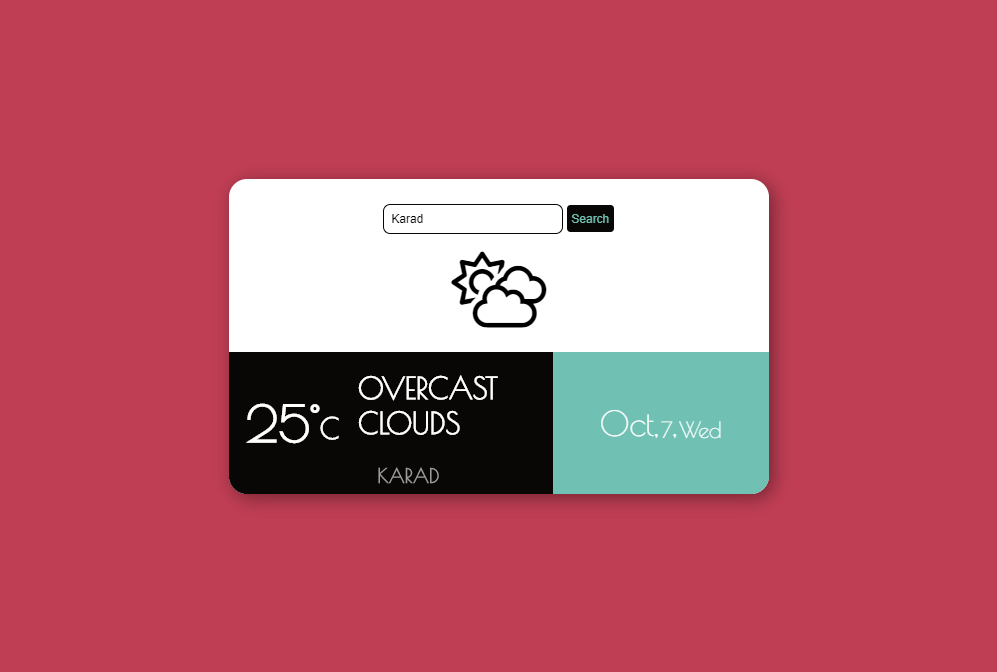 Karad
Search
OVERCAST
CLOUDS
25°C
KARAD
Oct,7,Wed